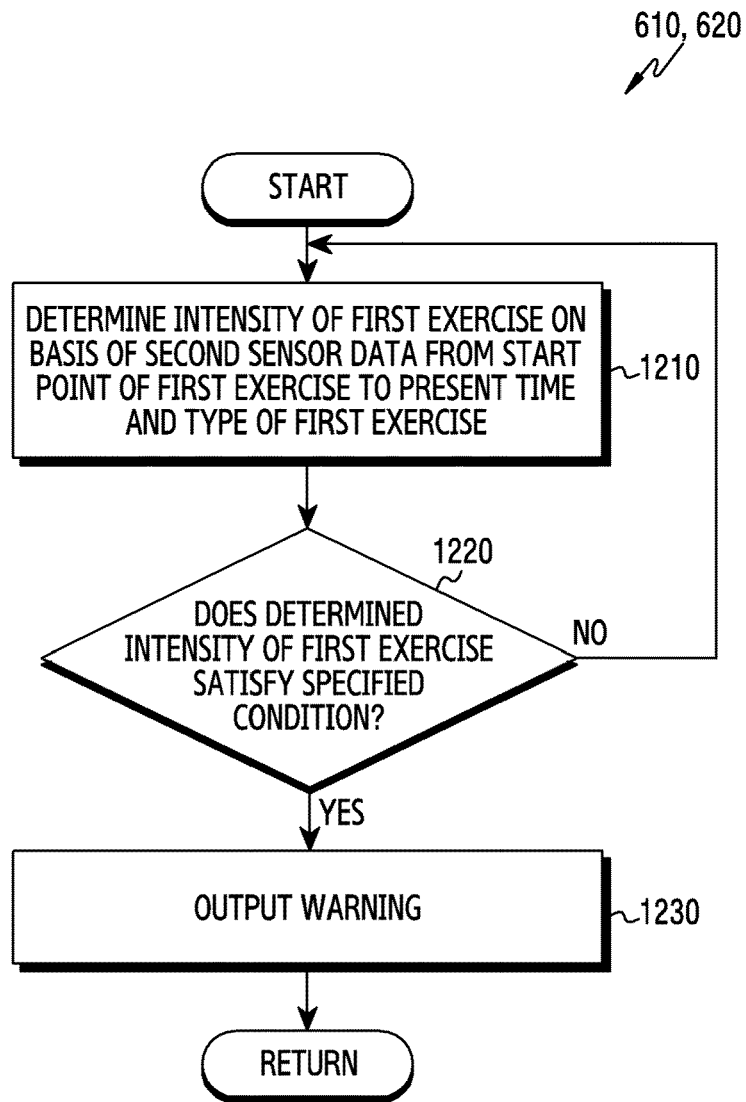 610, 620
START
DETERMINE INTENSITY OF FIRST EXERCISE ON
BASIS OF SECOND SENSOR DATA FROM START
POINT OF FIRST EXERCISE TO PRESENT TIME
AND TYPE OF FIRST EXERCISE
1210
1220
DOES DETERMINED
INTENSITY OF FIRST EXERCISE
SATISFY SPECIFIED
CONDITION?
NO
YES
OUTPUT WARNING
1230
RETURN